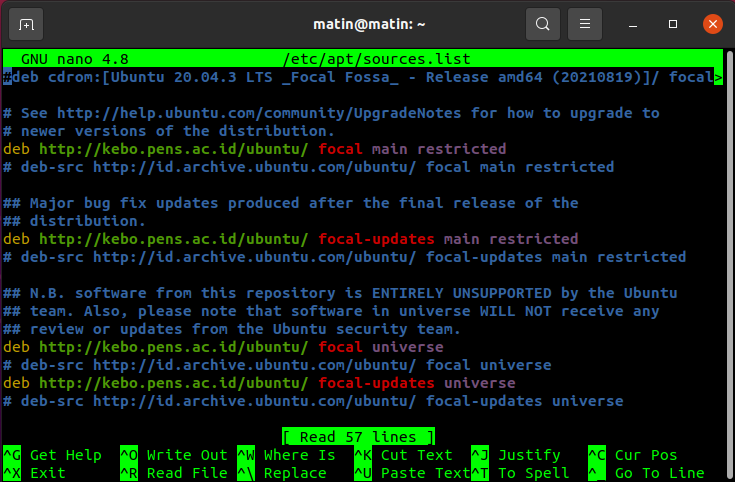 matin@matin: ~
GNU nano 4.8 /etc/apt/sources.list
#deb cdrom:[Ubuntu 20.04.3 LTS _Focal Fossa_ - Release amd64 (20210819)]/ focal>
# See http://help.ubuntu.com/community/UpgradeNotes for how to upgrade to
# newer versions of the distribution.
deb http://kebo.pens.ac.id/ubuntu/ focal main restricted
# deb-src http://id.archive.ubuntu.com/ubuntu/ focal main restricted
## Major bug fix updates produced after the final release of the
## distribution.
deb http://kebo.pens.ac.id/ubuntu/ focal-updates main restricted
# deb-src http://id.archive.ubuntu.com/ubuntu/ focal-updates main restricted
## N.B. software from this repository is ENTIRELY UNSUPPORTED by the Ubuntu
## team. Also, please note that software in universe WILL NOT receive any
## review or updates from the Ubuntu security team.
deb http://kebo.pens.ac.id/ubuntu/ focal universe
# deb-src http://id.archive.ubuntu.com/ubuntu/ focal universe
deb http://kebo.pens.ac.id/ubuntu/ focal-updates universe
# deb-src http://id.archive.ubuntu.com/ubuntu/ focal-updates universe
[ Read 57 lines ]
^G Get Help ^O Write Out ^W Where Is ^K Cut Text ^J Justify ^C Cur Pos
^X Exit ^R Read File ^\ Replace ^U Paste Text ^T To Spell ^_ Go To Line